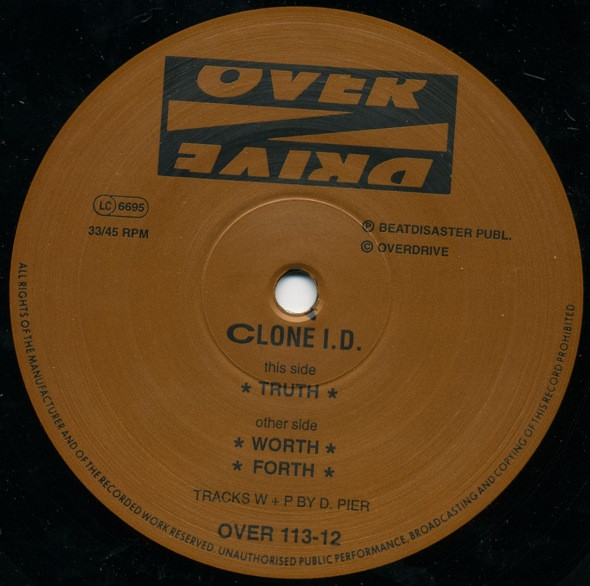 OVER
DRIVE
LC 6695
33/45 RPM
℗ BEATDISASTER PUBL.
© OVERDRIVE
CLONE I.D.
this side
* TRUTH *
other side
* WORTH *
* FORTH *
TRACKS W + P BY D. PIER
OVER 113-12
ALL RIGHTS OF THE MANUFACTURER AND OF THE RECORDED WORK RESERVED. UNAUTHORISED PUBLIC PERFORMANCE, BROADCASTING AND COPYING OF THIS RECORD PROHIBITED